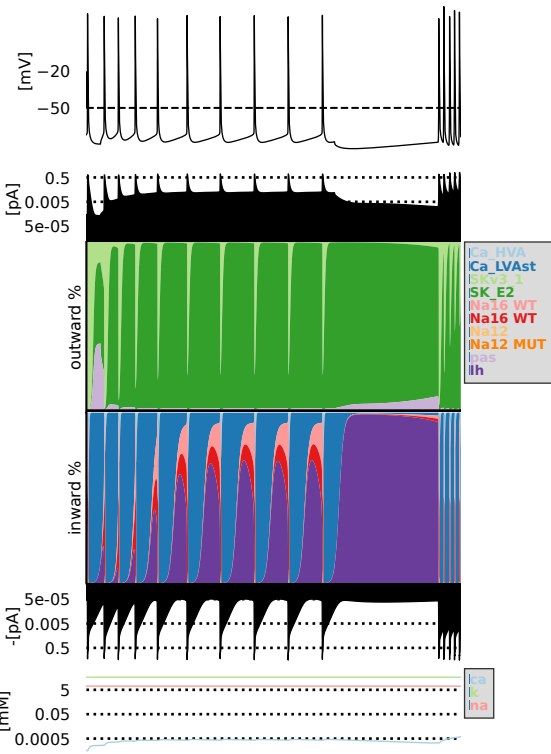 [mV]
−20
−50
[pA]
0.5
0.005
5e-05
outward %
Ca_HVA
Ca_LVAst
SKv3_1
SK_E2
Na16 WT
Na16 WT
Na12
Na12 MUT
pas
Ih
inward %
-[pA]
5e-05
0.005
0.5
[mM]
5
0.05
0.0005
ca
k
na